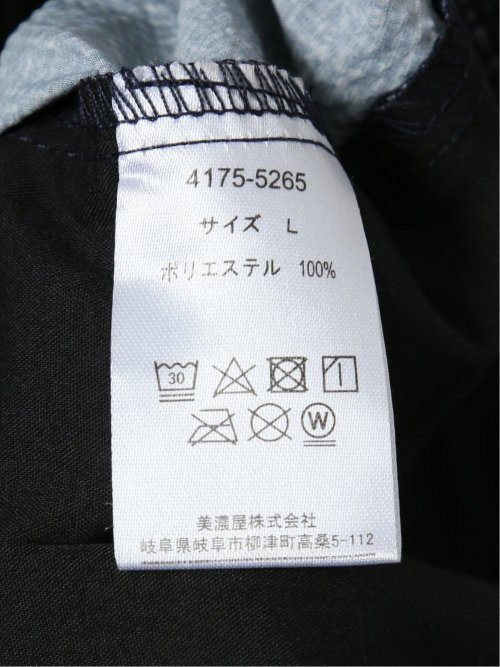 4175-5265
サイズ L
ポリエステル 100%
30
W
美濃屋株式会社
岐阜県岐阜市柳津町高桑5-112